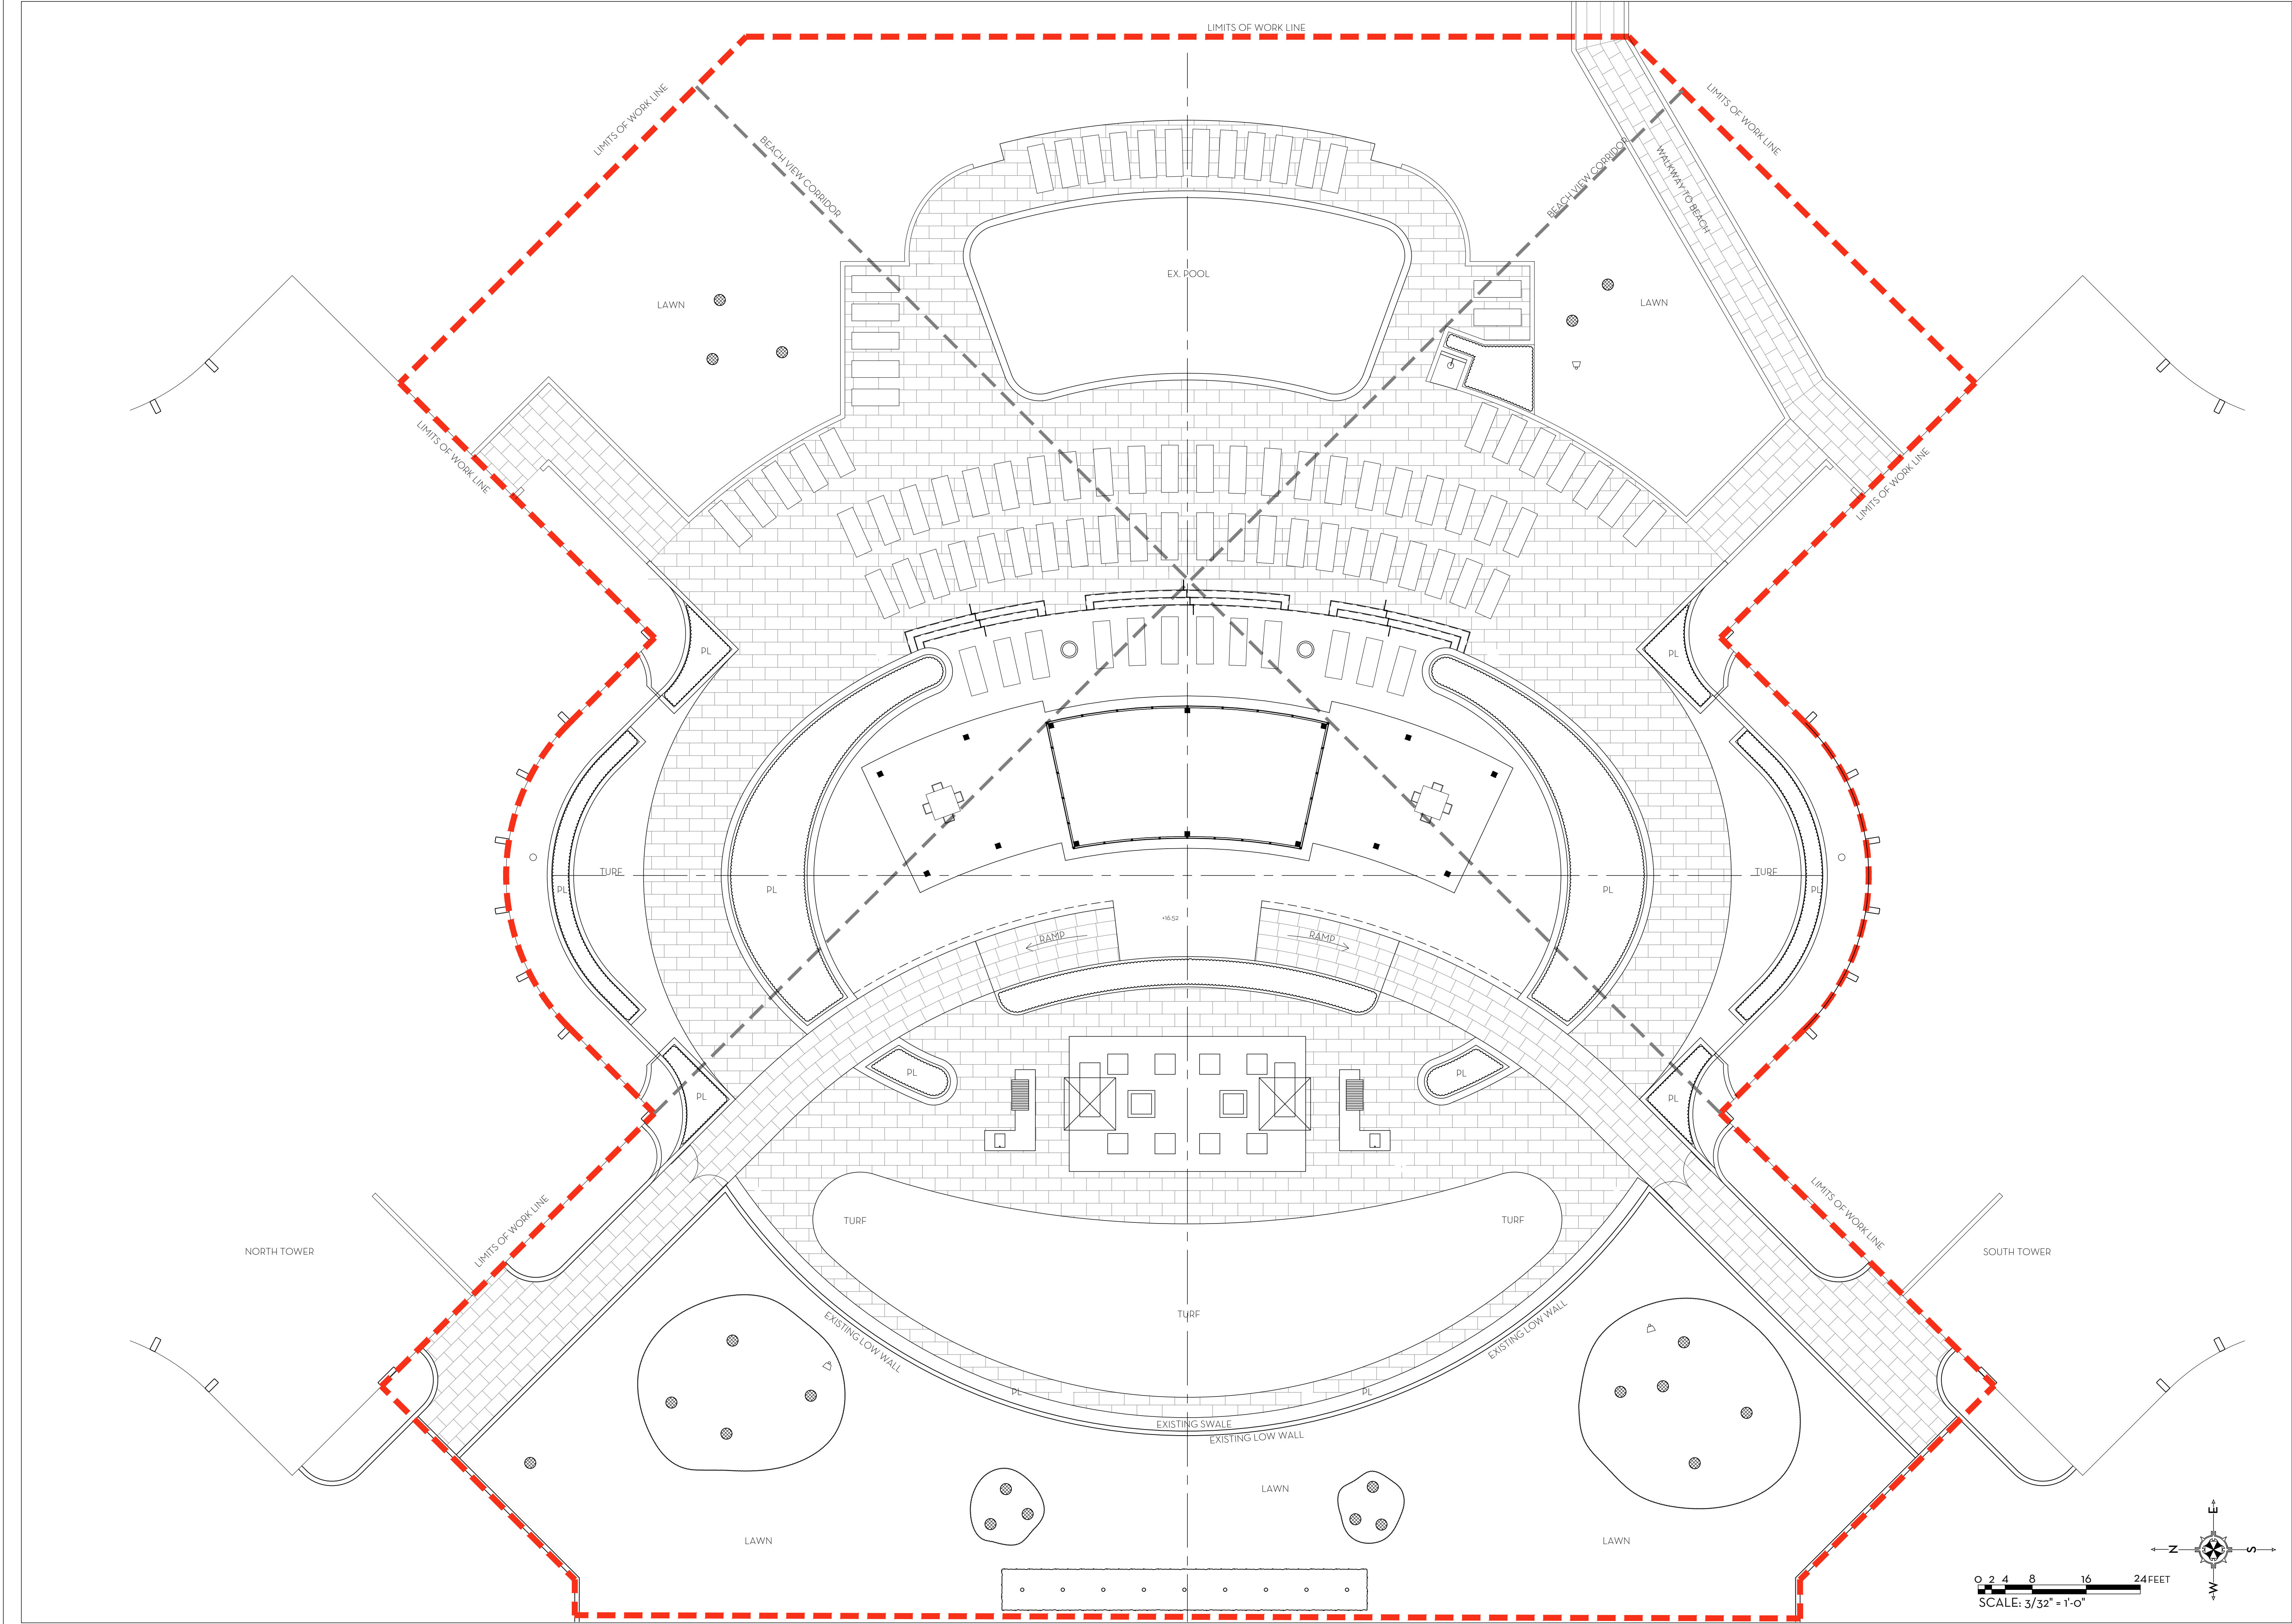 LIMITS OF WORK LINE
LIMITS OF WORK LINE
LIMITS OF WORK LINE
BEACH VIEW CORRIDOR
BEACH VIEW CORRIDOR
WALKWAY TO BEACH
EX. POOL
LAWN
LAWN
LIMITS OF WORK LINE
LIMITS OF WORK LINE
PL
PL
TURF
TURF
PL
PL
PL
PL
+16.52
RAMP
RAMP
PL
PL
PL
PL
LIMITS OF WORK LINE
LIMITS OF WORK LINE
TURF
TURF
NORTH TOWER
SOUTH TOWER
TURF
EXISTING LOW WALL
EXISTING LOW WALL
PL
PL
EXISTING SWALE
EXISTING LOW WALL
LAWN
LAWN
LAWN
E
N
S
W
0 2 4 8 16 24 FEET
SCALE: 3/32" = 1'-0"